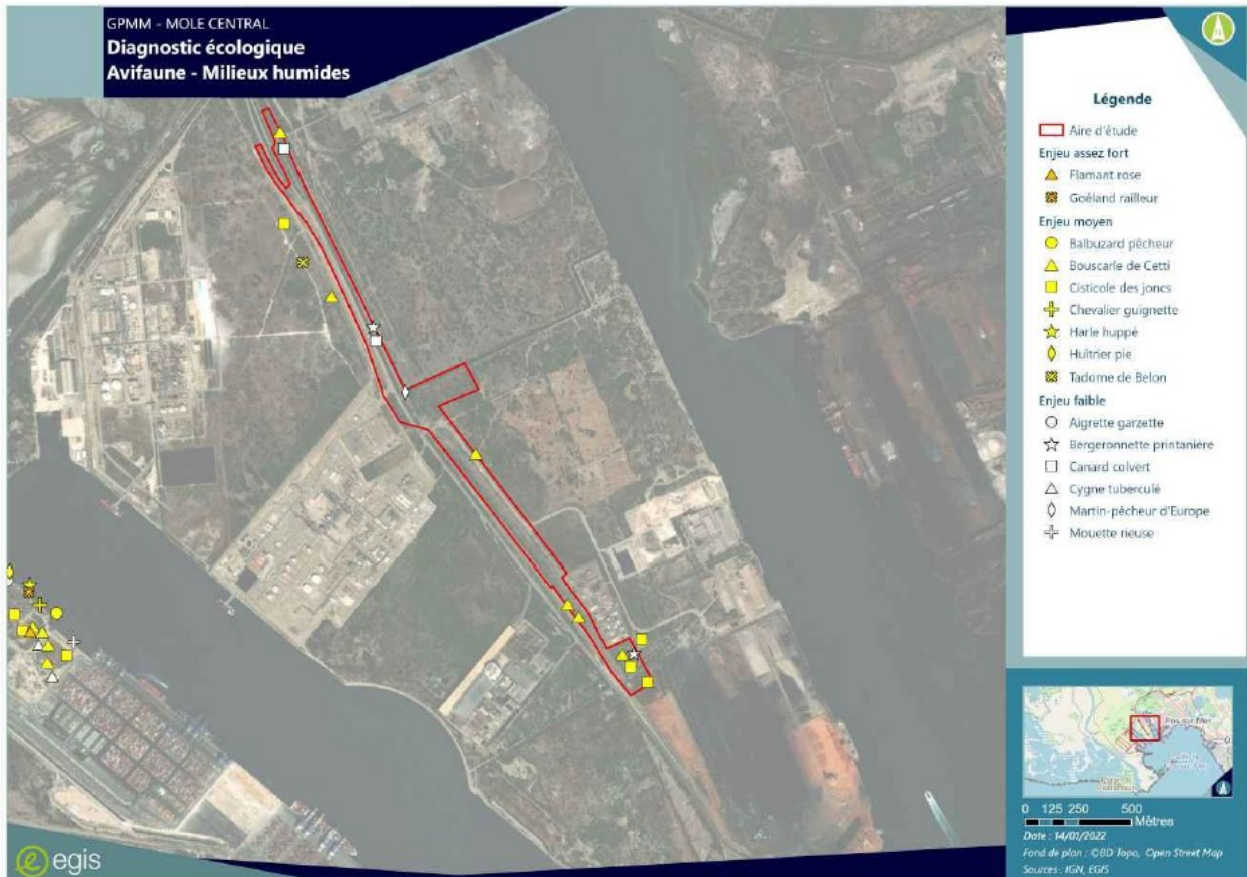 GPMM - MOLE CENTRAL
Diagnostic écologique
Avifaune - Milieux humides
Légende
Aire d'étude
Enjeu assez fort
Flamant rose
Goéland railleur
Enjeu moyen
Balbuzard pêcheur
Bouscarle de Cetti
Cisticole des joncs
Chevalier guignette
Harle huppé
Huîtrier pie
Tadorne de Belon
Enjeu faible
Aigrette garzette
Bergeronnette printanière
Canard colvert
Cygne tuberculé
Martin-pêcheur d'Europe
Mouette rieuse
Fos-sur-Mer
0 125 250 500
Mètres
Date : 14/01/2022
Fond de plan : ©BD Topo, Open Street Map
Sources : IGN, EGIS
egis